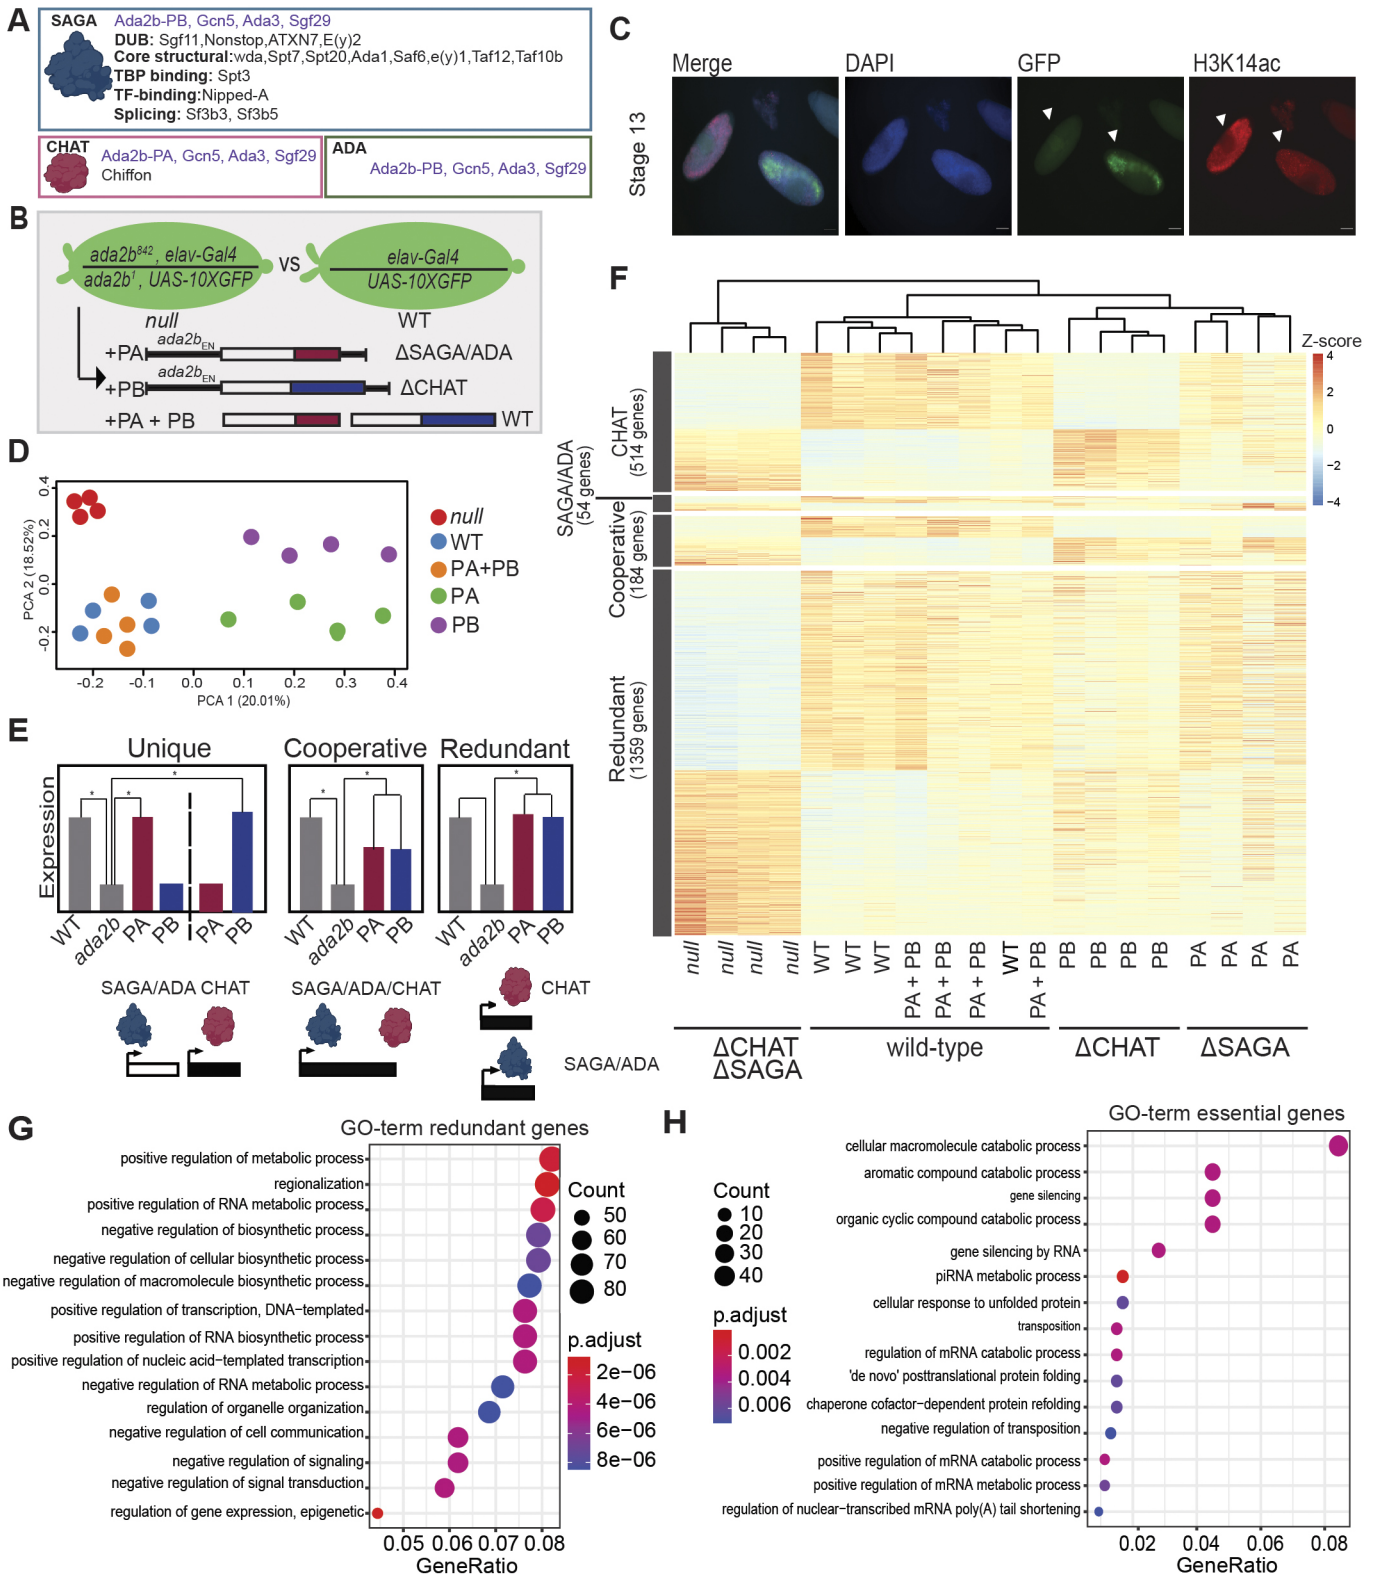 A
SAGA
Ada2b-PB, Gcn5, Ada3, Sgf29
DUB: Sgf11,Nonstop,ATXN7,E(y)2
Core structural:wda,Spt7,Spt20,Ada1,Saf6,e(y)1,Taf12,Taf10b
TBP binding: Spt3
TF-binding:Nipped-A
Splicing: Sf3b3, Sf3b5
CHAT
Ada2b-PA, Gcn5, Ada3, Sgf29
Chiffon
ADA
Ada2b-PB, Gcn5, Ada3, Sgf29
B
ada2b842, elav-Gal4
ada2b1, UAS-10XGFP
vs
elav-Gal4
UAS-10XGFP
null
WT
+PA
ada2bEN
ΔSAGA/ADA
+PB
ada2bEN
ΔCHAT
+PA + PB
WT
C
Merge
DAPI
GFP
H3K14ac
Stage 13
D
PCA 2 (18.52%)
0.4
0.2
0.0
-0.2
-0.2
-0.1
0.0
0.1
0.2
0.3
0.4
PCA 1 (20.01%)
null
WT
PA+PB
PA
PB
E
Unique
Cooperative
Redundant
Expression
*
*
*
*
*
*
WT
ada2b
PA
PB
PA
PB
WT
ada2b
PA
PB
WT
ada2b
PA
PB
SAGA/ADA CHAT
SAGA/ADA/CHAT
CHAT
SAGA/ADA
F
Z-score
4
2
0
−2
−4
CHAT
(514 genes)
SAGA/ADA
(54 genes)
Cooperative
(184 genes)
Redundant
(1359 genes)
null
null
null
null
WT
WT
WT
PA + PB
PA + PB
PA + PB
WT
PA + PB
PB
PB
PB
PB
PA
PA
PA
PA
ΔCHAT
ΔSAGA
wild-type
ΔCHAT
ΔSAGA
G
GO-term redundant genes
positive regulation of metabolic process
regionalization
positive regulation of RNA metabolic process
negative regulation of biosynthetic process
negative regulation of cellular biosynthetic process
negative regulation of macromolecule biosynthetic process
positive regulation of transcription, DNA−templated
positive regulation of RNA biosynthetic process
positive regulation of nucleic acid−templated transcription
negative regulation of RNA metabolic process
regulation of organelle organization
negative regulation of cell communication
negative regulation of signaling
negative regulation of signal transduction
regulation of gene expression, epigenetic
0.05 0.06 0.07 0.08
GeneRatio
Count
50
60
70
80
p.adjust
2e−06
4e−06
6e−06
8e−06
H
GO-term essential genes
Count
10
20
30
40
p.adjust
0.002
0.004
0.006
cellular macromolecule catabolic process
aromatic compound catabolic process
gene silencing
organic cyclic compound catabolic process
gene silencing by RNA
piRNA metabolic process
cellular response to unfolded protein
transposition
regulation of mRNA catabolic process
'de novo' posttranslational protein folding
chaperone cofactor−dependent protein refolding
negative regulation of transposition
positive regulation of mRNA catabolic process
positive regulation of mRNA metabolic process
regulation of nuclear−transcribed mRNA poly(A) tail shortening
0.02
0.04
0.06
0.08
GeneRatio